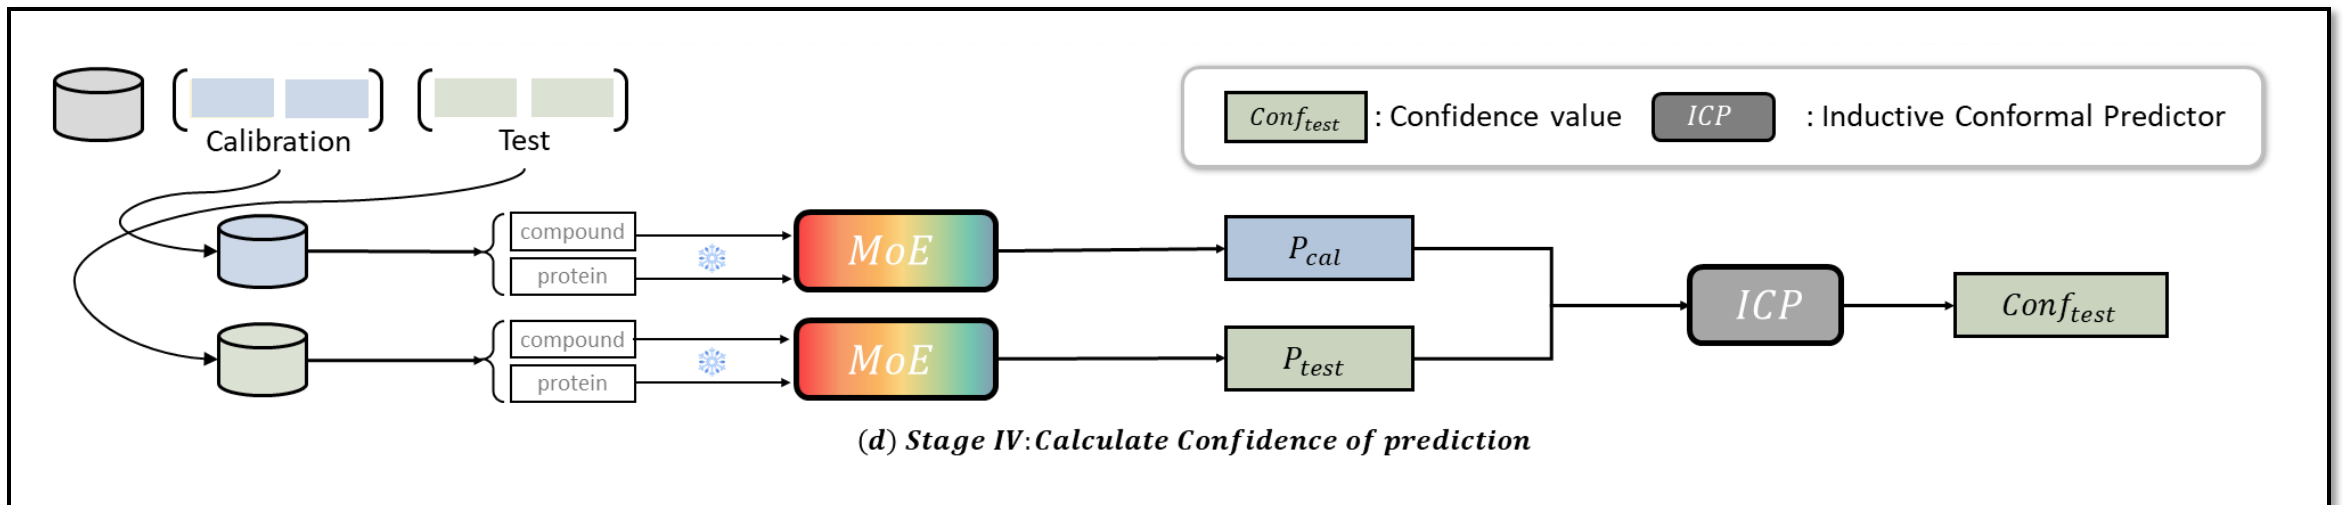 Calibration
Test
Conf_test : Confidence value
ICP : Inductive Conformal Predictor
compound
protein
MoE
P_cal
compound
protein
MoE
P_test
ICP
Conf_test
(d) Stage IV:Calculate Confidence of prediction